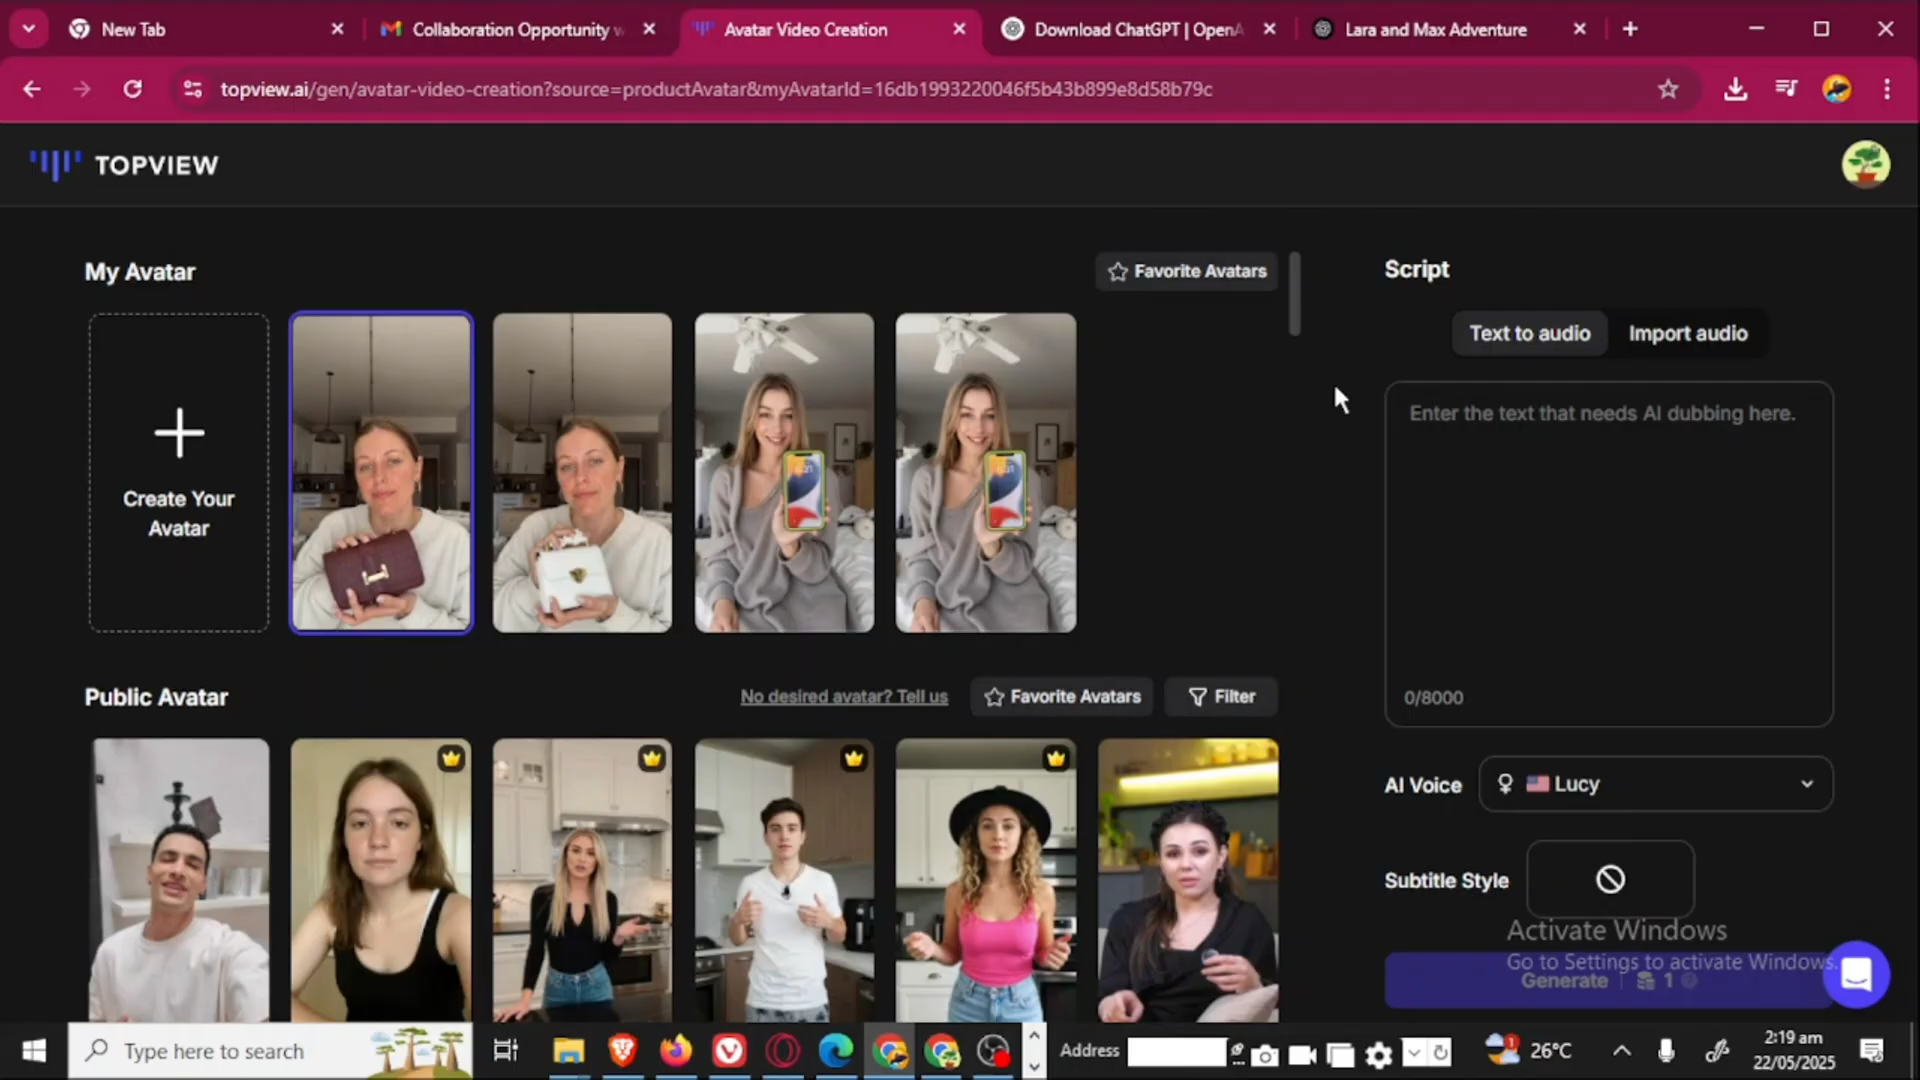 New Tab
Collaboration Opportunity w
Avatar Video Creation
Download ChatGPT | OpenA
Lara and Max Adventure
topview.ai/gen/avatar-video-creation?source=productAvatar&myAvatarId=16db1993220046f5b43b899e8d58b79c
TOPVIEW
My Avatar
Favorite Avatars
Script
Text to audio
Import audio
Create Your
Avatar
Enter the text that needs AI dubbing here.
0/8000
Public Avatar
No desired avatar? Tell us
Favorite Avatars
Filter
AI Voice
Lucy
Subtitle Style
Activate Windows
Go to Settings to activate Windows.
Generate
1
Type here to search
Address
1
26°C
2:19 am
22/05/2025